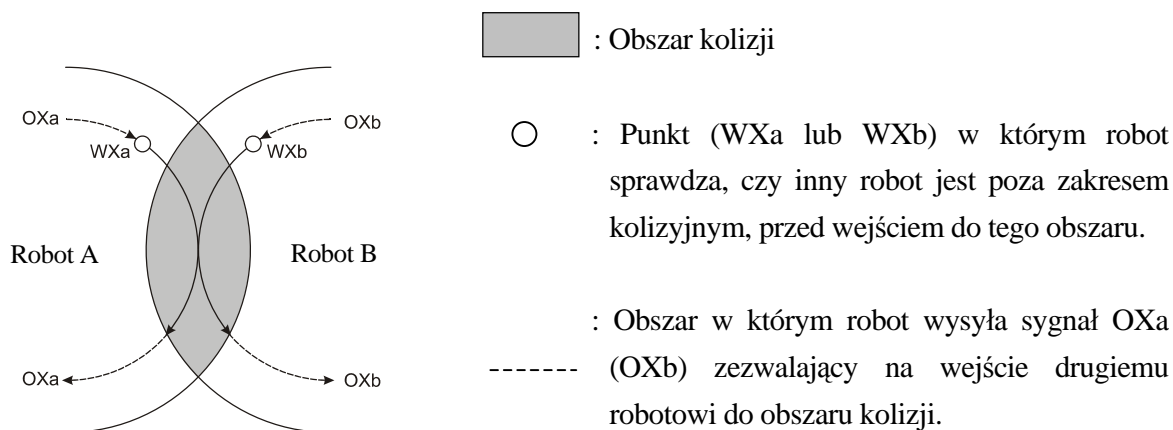 : Obszar kolizji
OXa
OXb
WXa
WXb
: Punkt (WXa lub WXb) w którym robot
sprawdza, czy inny robot jest poza zakresem
kolizyjnym, przed wejściem do tego obszaru.
Robot A
Robot B
: Obszar w którym robot wysyła sygnał OXa
(OXb) zezwalający na wejście drugiemu
robotowi do obszaru kolizji.
OXa
OXb